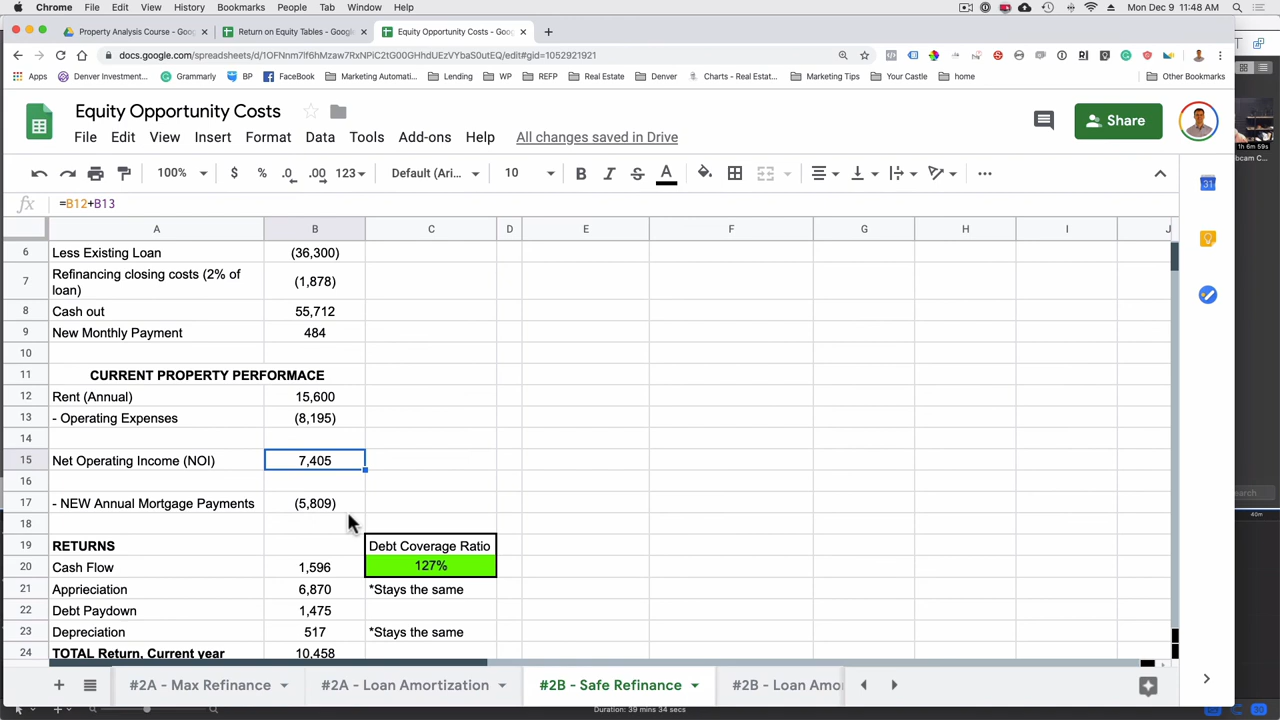 Chrome File Edit View History Bookmarks People Tab Window Help Mon Dec 9 11:48 AM
Property Analysis Course - Goo Return on Equity Tables - Googl Equity Opportunity Costs - Goo
docs.google.com/spreadsheets/
Apps Denver Investment... Grammarly BP FaceBook Marketing Automati... Lending WP REFP Real Estate Denver Charts - Real Estat... Marketing Tips Your Castle home Other Bookmarks
Equity Opportunity Costs
File Edit View Insert Format Data Tools Add-ons Help All changes saved in Drive
Share
1h 6m 59s
100% $ % .0 .00 123 Default (Ari... 10 B I S A
fx =B12+B13
A B C D E F G H I J
6 Less Existing Loan (36,300)
7 Refinancing closing costs (2% of
loan) (1,878)
8 Cash out 55,712
9 New Monthly Payment 484
10
11 CURRENT PROPERTY PERFORMACE
12 Rent (Annual) 15,600
13 - Operating Expenses (8,195)
14
15 Net Operating Income (NOI) 7,405
16
17 - NEW Annual Mortgage Payments (5,809)
18
19 RETURNS Debt Coverage Ratio
20 Cash Flow 1,596 127%
21 Appriciation 6,870 *Stays the same
22 Debt Paydown 1,475
23 Depreciation 517 *Stays the same
24 TOTAL Return, Current year 10,458
#2A - Max Refinance #2A - Loan Amortization #2B - Safe Refinance #2B - Loan Amo
Duration: 39 mins 34 secs